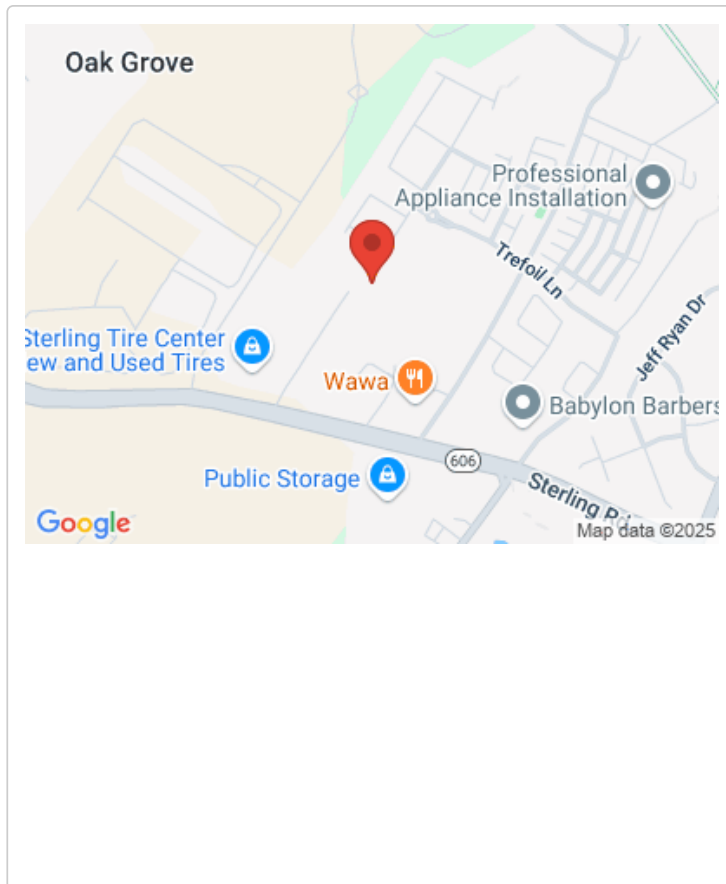 Oak Grove
Professional
Appliance Installation
Trefoil Ln
Jeff Ryan Dr
Sterling Tire Center
ew and Used Tires
Wawa
Babylon Barbers
606
Public Storage
Sterling Rd
Google
Map data ©2025